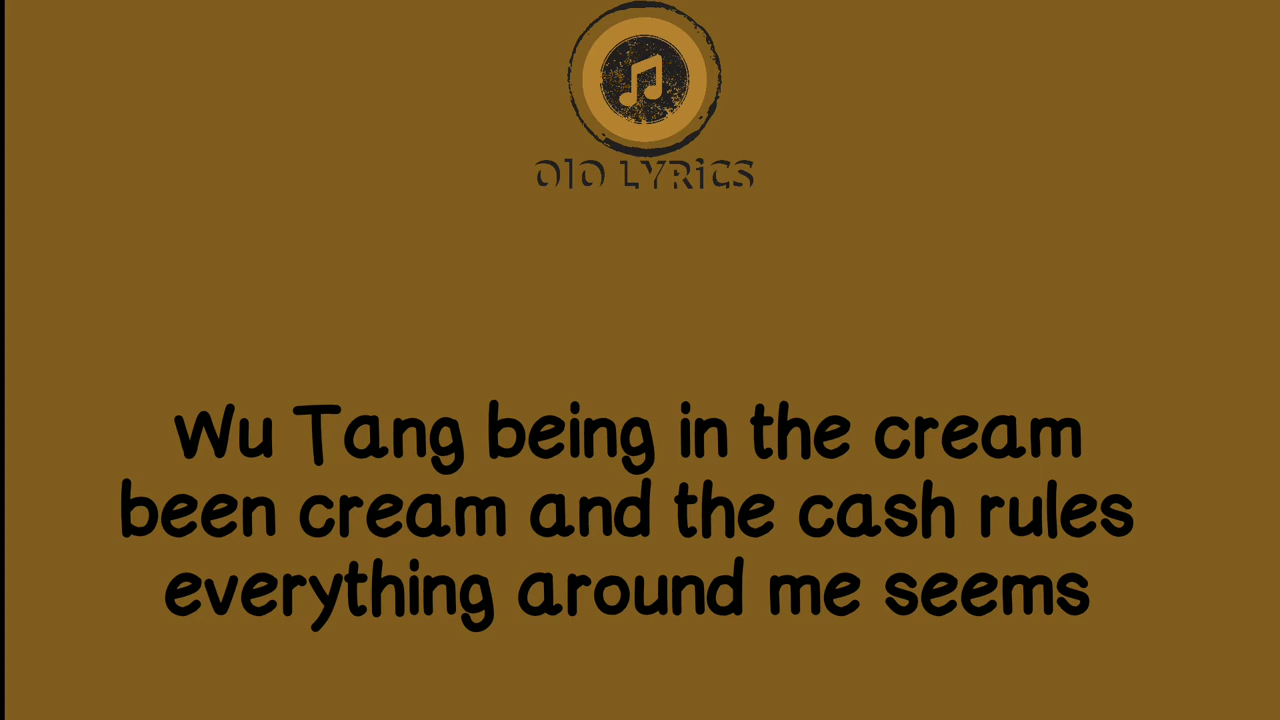 OIO LYRiCS
Wu Tang being in the cream
been cream and the cash rules
everything around me seems